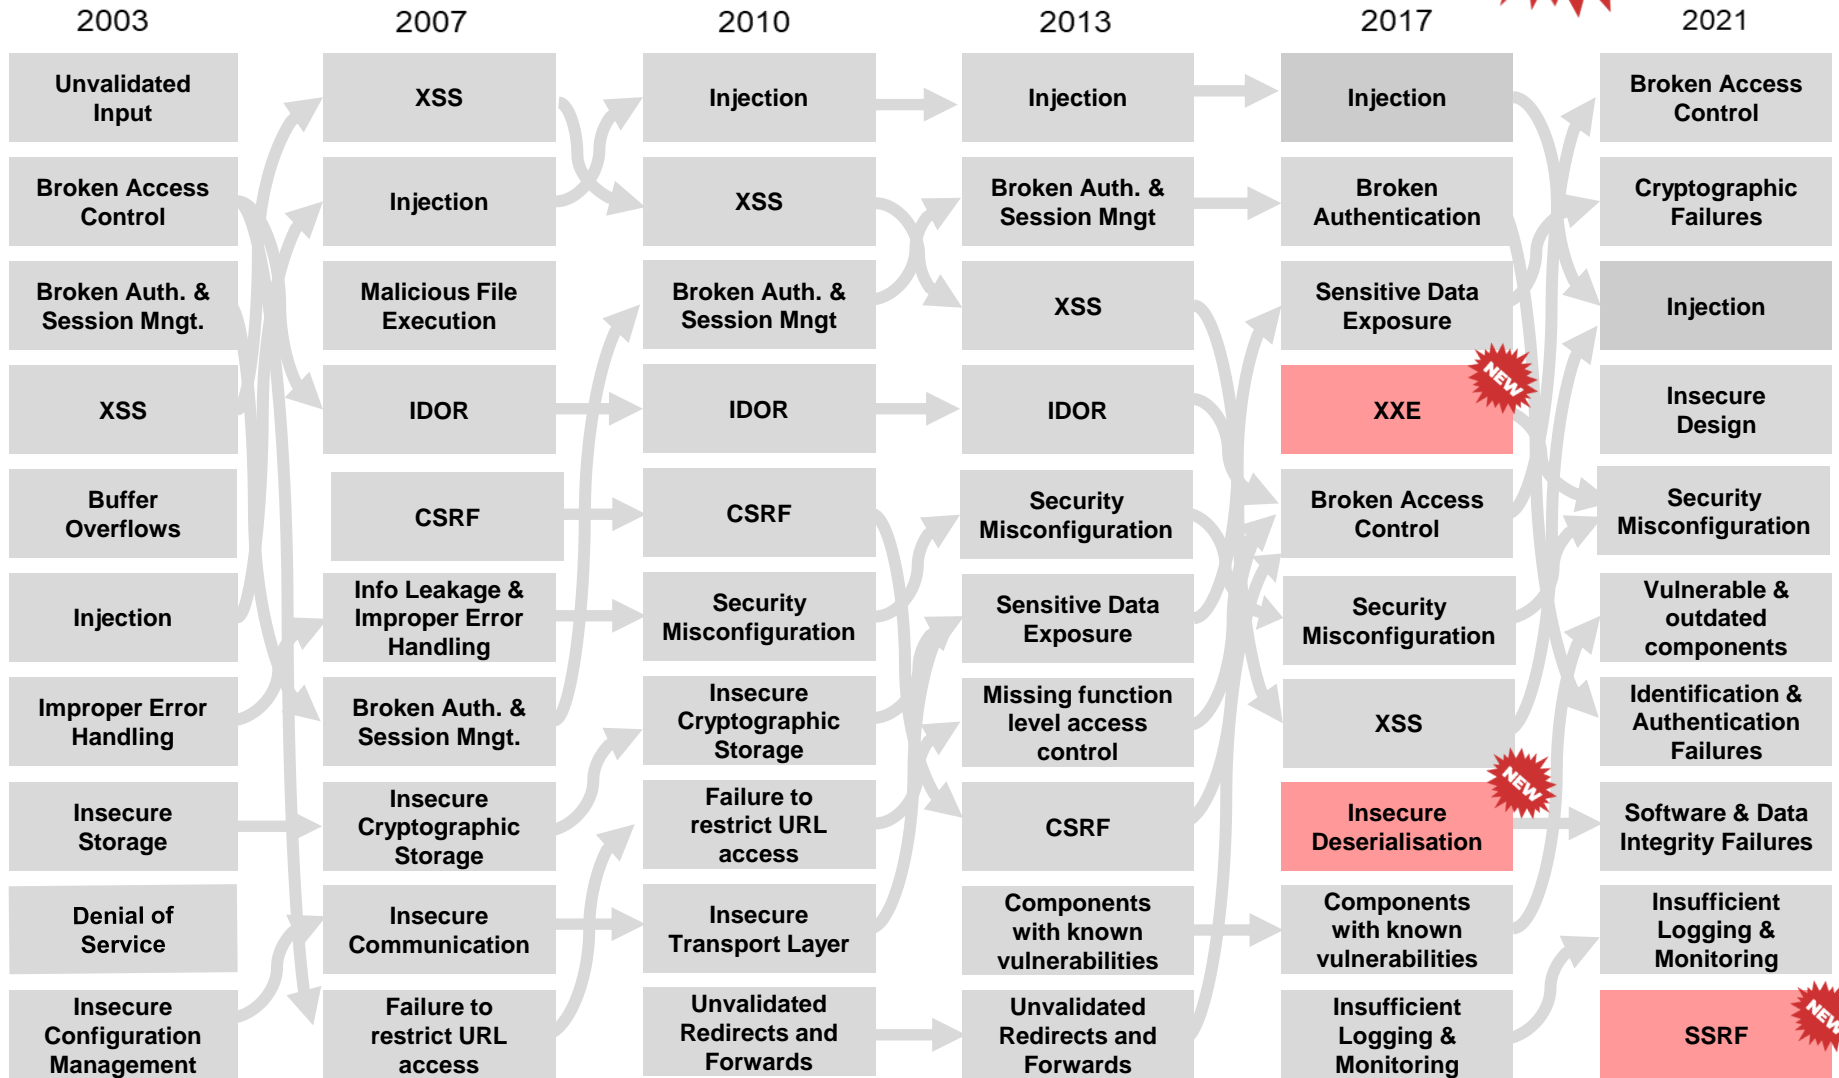 2003
2007
2010
2013
2017
2021
Unvalidated
Input
Broken Access
Control
Broken Auth. &
Session Mngt.
XSS
Buffer
Overflows
Injection
Improper Error
Handling
Insecure
Storage
Denial of
Service
Insecure
Configuration
Management
XSS
Injection
Malicious File
Execution
IDOR
CSRF
Info Leakage &
Improper Error
Handling
Broken Auth. &
Session Mngt.
Insecure
Cryptographic
Storage
Insecure
Communication
Failure to
restrict URL
access
Injection
XSS
Broken Auth. &
Session Mngt
IDOR
CSRF
Security
Misconfiguration
Insecure
Cryptographic
Storage
Failure to
restrict URL
access
Insecure
Transport Layer
Unvalidated
Redirects and
Forwards
Injection
Broken Auth. &
Session Mngt
XSS
IDOR
Security
Misconfiguration
Sensitive Data
Exposure
Missing function
level access
control
CSRF
Components
with known
vulnerabilities
Unvalidated
Redirects and
Forwards
Injection
Broken
Authentication
Sensitive Data
Exposure
XXE
NEW
Broken Access
Control
Security
Misconfiguration
XSS
Insecure
Deserialisation
NEW
Components
with known
vulnerabilities
Insufficient
Logging &
Monitoring
Broken Access
Control
Cryptographic
Failures
Injection
Insecure
Design
Security
Misconfiguration
Vulnerable &
outdated
components
Identification &
Authentication
Failures
Software & Data
Integrity Failures
Insufficient
Logging &
Monitoring
SSRF
NEW